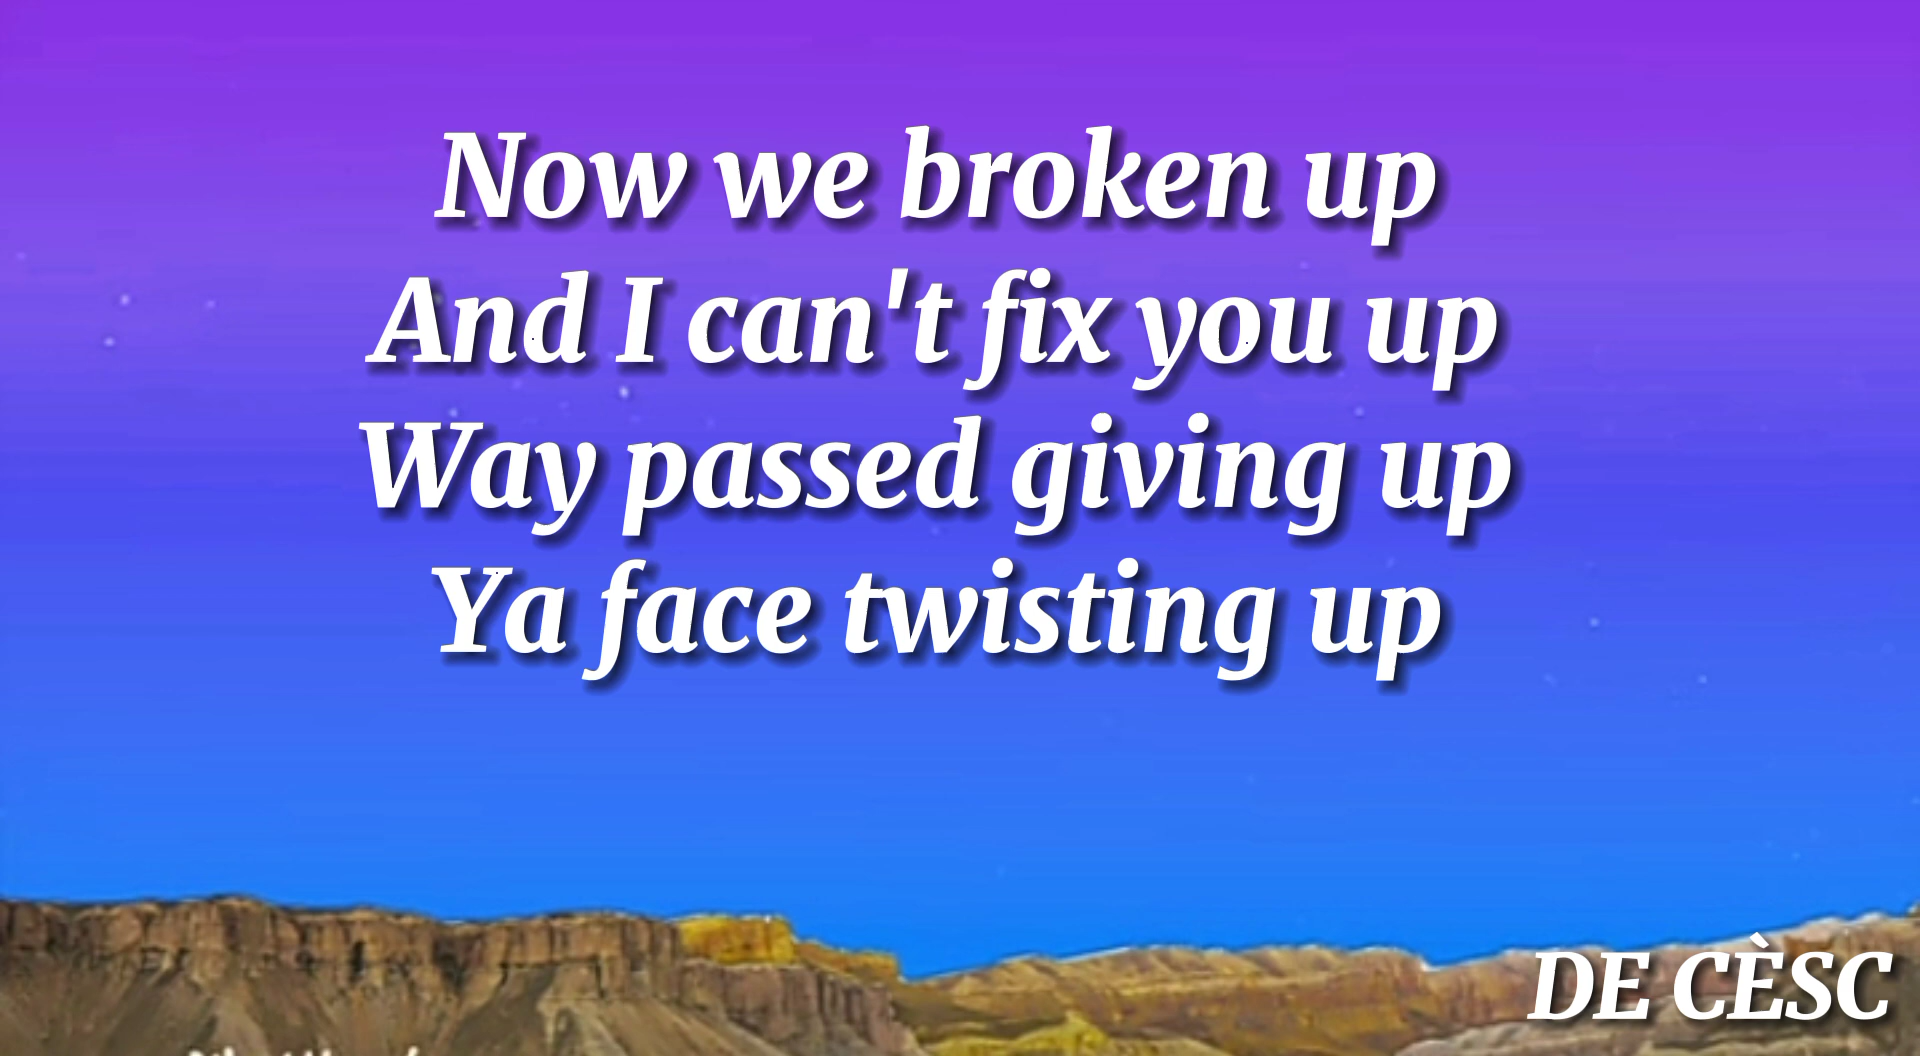 Now we broken up
And I can't fix you up
Way passed giving up
Ya face twisting up
DE CÈSC